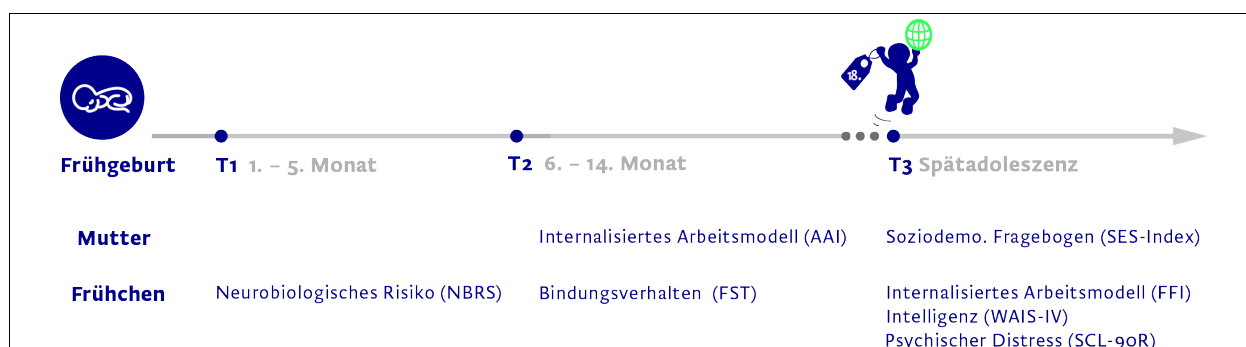 18.
Frühgeburt T1 1. – 5. Monat T2 6. – 14. Monat T3 Spätadoleszenz
Mutter Internalisiertes Arbeitsmodell (AAI) Soziodemo. Fragebogen (SES-Index)
Frühchen Neurobiologisches Risiko (NBRS) Bindungsverhalten (FST) Internalisiertes Arbeitsmodell (FFI)
Intelligenz (WAIS-IV)
Psychischer Distress (SCL-90R)